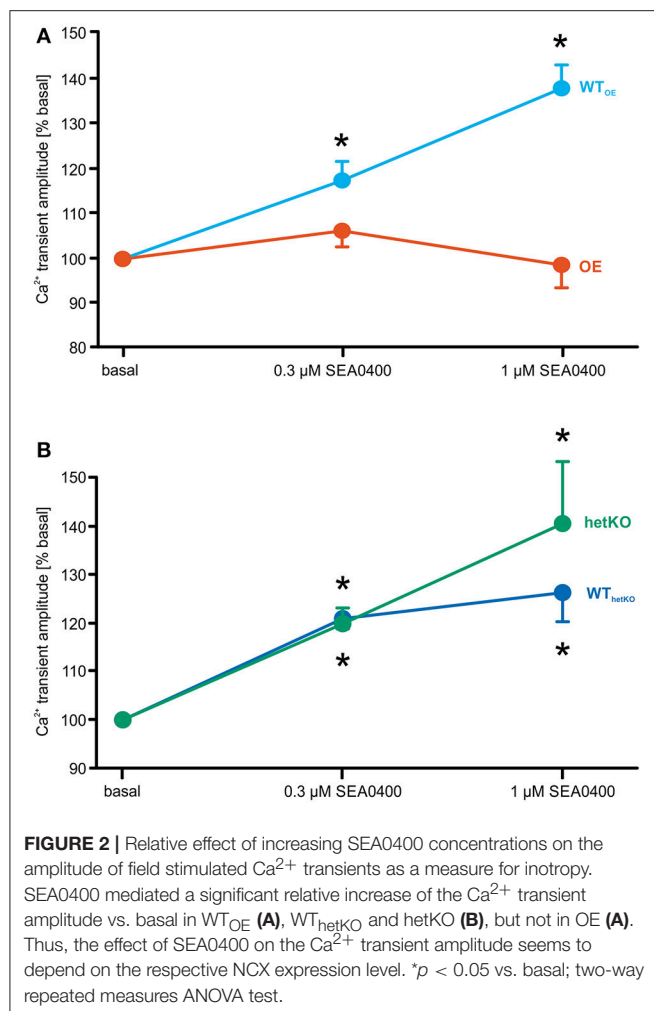 A
*
*
150
140
130
120
110
100
90
80
Ca²⁺ transient amplitude [% basal]
WT_OE
OE
basal
0.3 µM SEA0400
1 µM SEA0400
B
*
*
*
*
150
140
130
120
110
100
90
Ca²⁺ transient amplitude [% basal]
hetKO
WT_hetKO
basal
0.3 µM SEA0400
1 µM SEA0400
FIGURE 2 | Relative effect of increasing SEA0400 concentrations on the
amplitude of field stimulated Ca²⁺ transients as a measure for inotropy.
SEA0400 mediated a significant relative increase of the Ca²⁺ transient
amplitude vs. basal in WT_OE (A), WT_hetKO and hetKO (B), but not in OE (A).
Thus, the effect of SEA0400 on the Ca²⁺ transient amplitude seems to
depend on the respective NCX expression level. *p < 0.05 vs. basal; two-way
repeated measures ANOVA test.